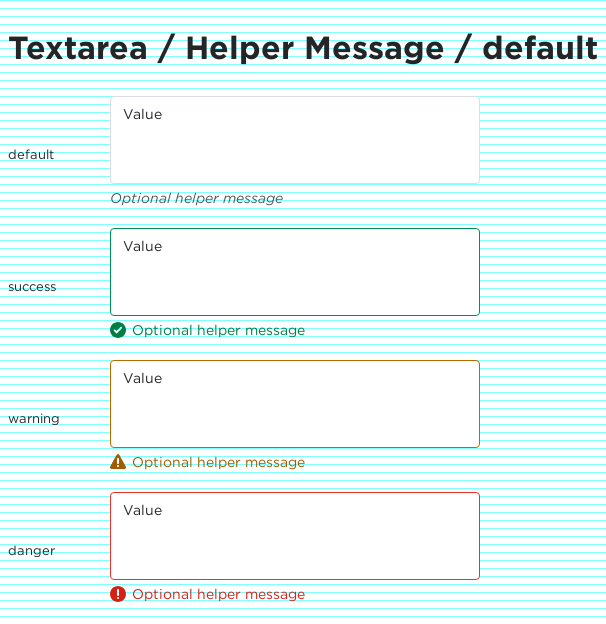 Textarea / Helper Message / default
Value
default
Optional helper message
Value
success
Optional helper message
Value
warning
Optional helper message
Value
danger
Optional helper message